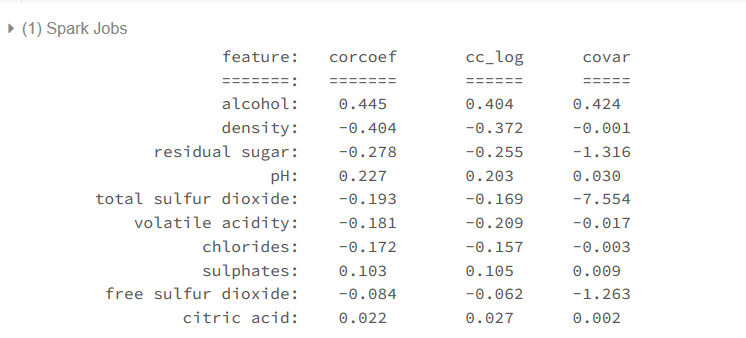 (1) Spark Jobs
feature: corcoef cc_log covar
=======: ======= ====== =====
alcohol: 0.445 0.404 0.424
density: -0.404 -0.372 -0.001
residual sugar: -0.278 -0.255 -1.316
pH: 0.227 0.203 0.030
total sulfur dioxide: -0.193 -0.169 -7.554
volatile acidity: -0.181 -0.209 -0.017
chlorides: -0.172 -0.157 -0.003
sulphates: 0.103 0.105 0.009
free sulfur dioxide: -0.084 -0.062 -1.263
citric acid: 0.022 0.027 0.002